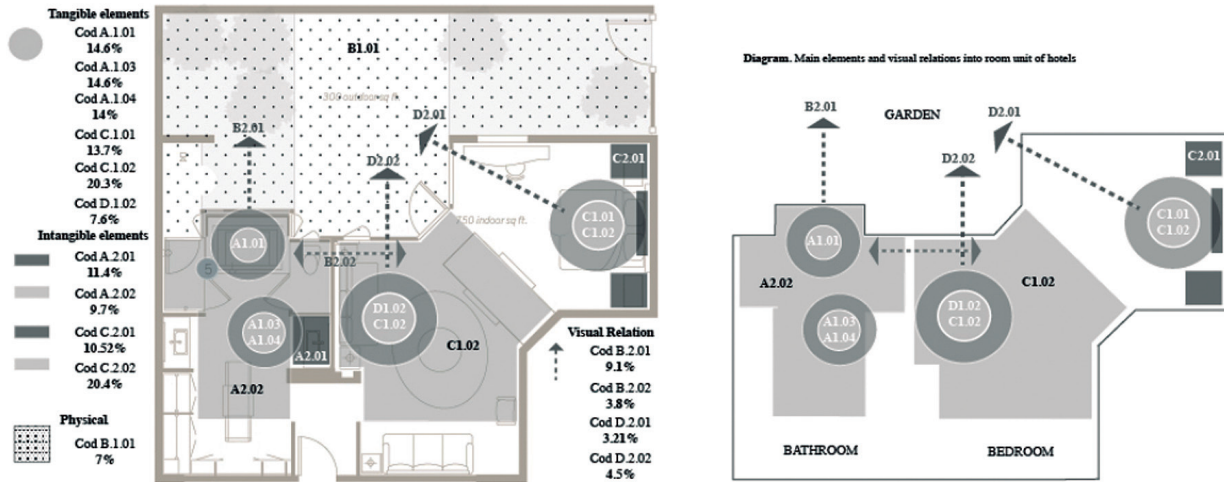 Tangible elements
Cod A.1.01
14.6%
Cod A.1.03
14.6%
Cod A.1.04
14%
Cod C.1.01
13.7%
Cod C.1.02
20.3%
Cod D.1.02
7.6%
Intangible elements
Cod A.2.01
11.4%
Cod A.2.02
9.7%
Cod C.2.01
10.52%
Cod C.2.02
20.4%
Physical
Cod B.1.01
7%
B1.01
300 outdoor sq ft.
B2.01
D2.01
D2.02
C2.01
C1.01
C1.02
750 indoor sq ft.
A1.01
B2.02
5
D1.02
C1.02
A1.03
A1.04
A2.01
C1.02
A2.02
Visual Relation
Cod B.2.01
9.1%
Cod B.2.02
3.8%
Cod D.2.01
3.21%
Cod D.2.02
4.5%
Diagram. Main elements and visual relations into room unit of hotels
B2.01
GARDEN
D2.01
D2.02
C2.01
C1.01
C1.02
A1.01
A2.02
C1.02
D1.02
C1.02
A1.03
A1.04
BATHROOM
BEDROOM